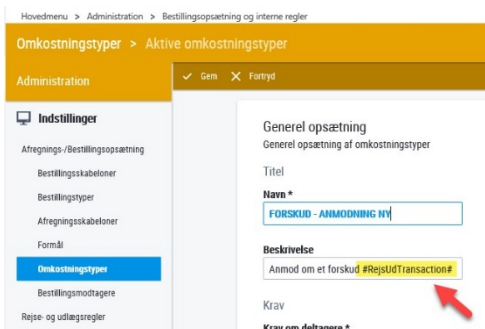 Hovedmenu > Administration > Bestillingsopsætning og interne regler
Omkostningstyper > Aktive omkostningstyper
Administration
Gem Fortryd
Indstillinger
Afregnings-/Bestillingsopsætning
Bestillingsskabeloner
Bestillingstyper
Afregningsskabeloner
Formål
Omkostningstyper
Bestillingsmodtagere
Rejse- og udlægsregler
Generel opsætning
Generel opsætning af omkostningstyper
Titel
Navn *
FORSKUD - ANMODNING NY
Beskrivelse
Anmod om et forskud #RejsUdTransaction#
Krav
Krav om deltagere *